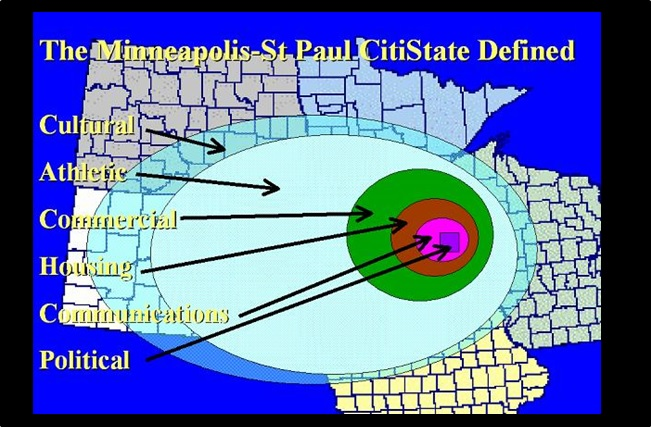 The Minneapolis-St Paul CitiState Defined
Cultural
Athletic
Commercial
Housing
Communications
Political